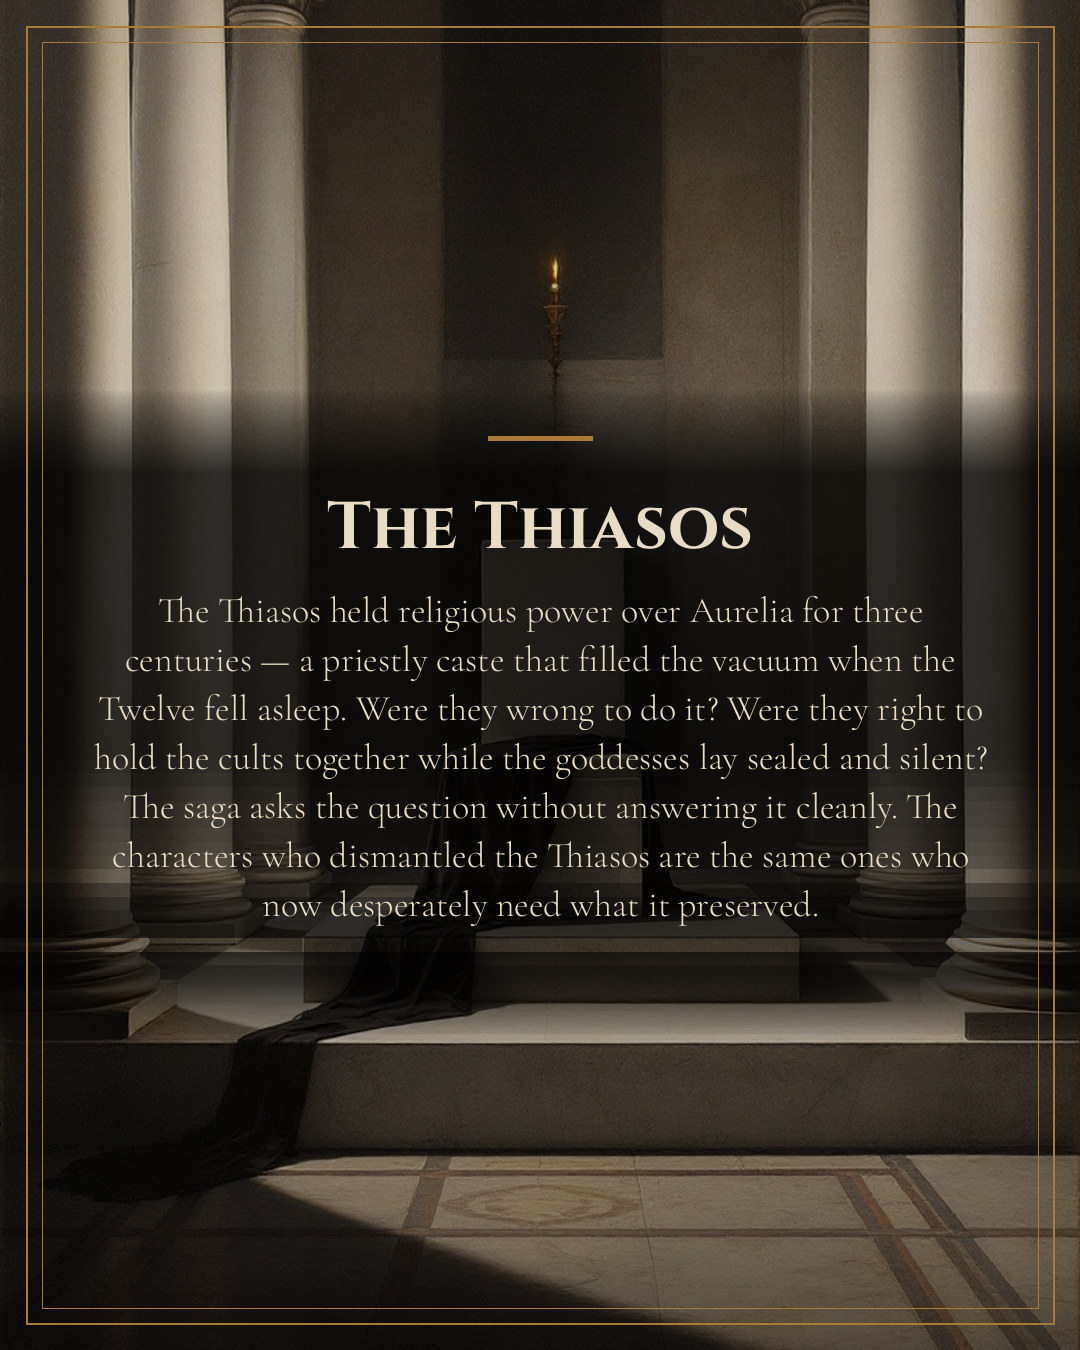 The Thiasos
The Thiasos held religious power over Aurelia for three
centuries — a priestly caste that filled the vacuum when the
Twelve fell asleep. Were they wrong to do it? Were they right to
hold the cults together while the goddesses lay sealed and silent?
The saga asks the question without answering it cleanly. The
characters who dismantled the Thiasos are the same ones who
now desperately need what it preserved.